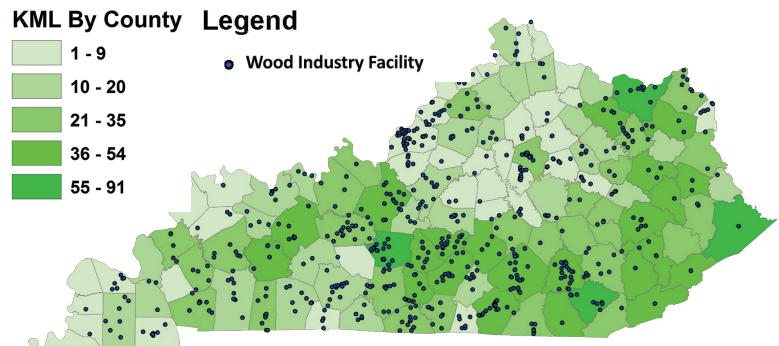 KML By County
Legend
1 - 9
Wood Industry Facility
10 - 20
21 - 35
36 - 54
55 - 91